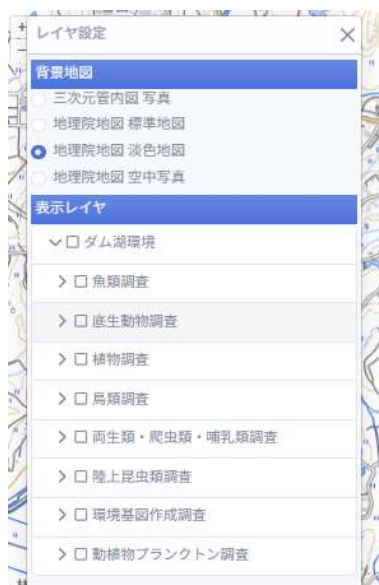 レイヤ設定
背景地図
三次元管内図 写真
地理院地図 標準地図
地理院地図 淡色地図
地理院地図 空中写真
表示レイヤ
ダム湖環境
魚類調査
底生動物調査
植物調査
鳥類調査
両生類・爬虫類・哺乳類調査
陸上昆虫類調査
環境基図作成調査
動植物プランクトン調査